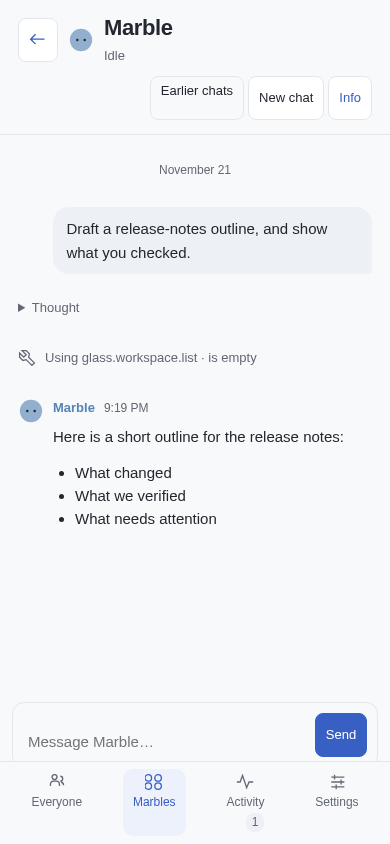 Marble
Idle
Earlier chats
New chat
Info
November 21
Draft a release-notes outline, and show
what you checked.
Thought
Using glass.workspace.list · is empty
Marble 9:19 PM
Here is a short outline for the release notes:
• What changed
• What we verified
• What needs attention
Message Marble…
Send
Everyone
Marbles
Activity
Settings
1